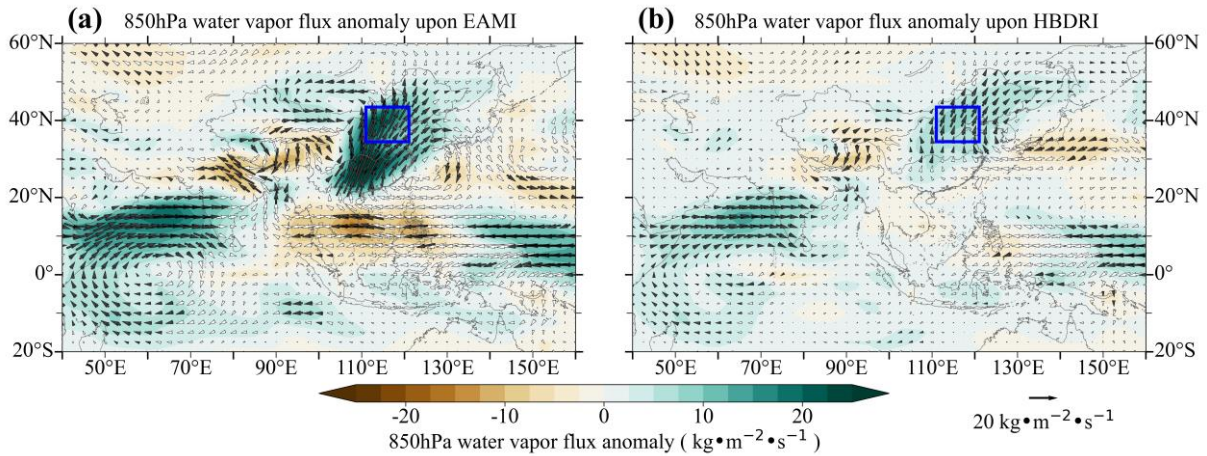 (a) 850hPa water vapor flux anomaly upon EAMI
(b) 850hPa water vapor flux anomaly upon HBDRI
60°N
40°N
20°N
0°
20°S
60°N
40°N
20°N
0°
20°S
50°E 70°E 90°E 110°E 130°E 150°E
50°E 70°E 90°E 110°E 130°E 150°E
-20 -10 0 10 20
850hPa water vapor flux anomaly ( kg•m⁻²•s⁻¹ )
20 kg•m⁻²•s⁻¹